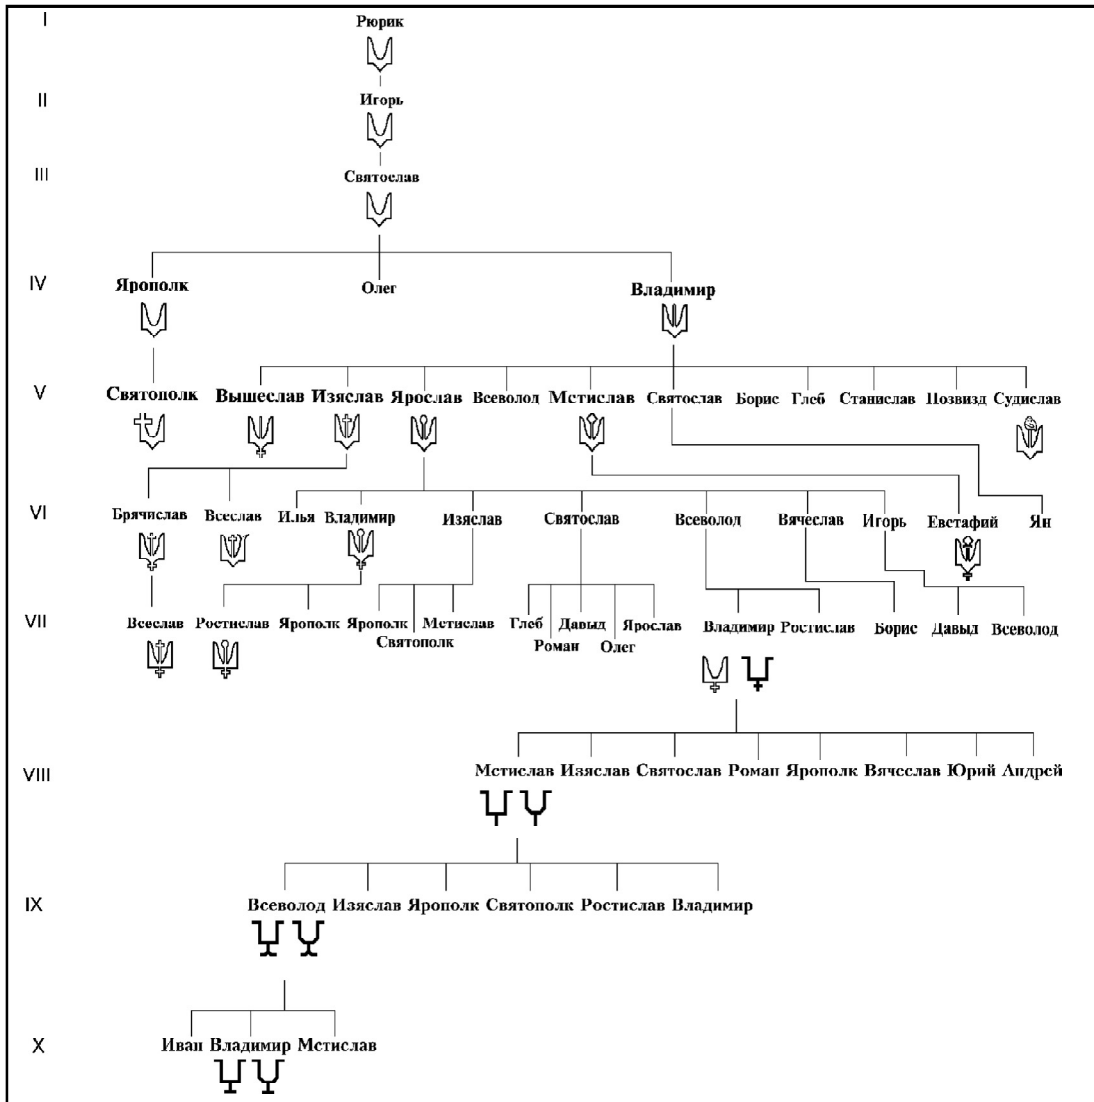 I
Рюрик
II
Игорь
III
Святослав
IV
Ярополк Олег Владимир
V
Святополк Вышеслав Изяслав Ярослав Всеволод Мстислав Святослав Борис Глеб Станислав Позвизд Судислав
VI
Брячислав Всеслав Илья Владимир Изяслав Святослав Всеволод Вячеслав Игорь Евстафий Ян
VII
Всеслав Ростислав Ярополк Ярополк Мстислав Глеб Давыд Ярослав Владимир Ростислав Борис Давыд Всеволод
Святополк Роман Олег
VIII
Мстислав Изяслав Святослав Роман Ярополк Вячеслав Юрий Андрей
IX
Всеволод Изяслав Ярополк Святополк Ростислав Владимир
X
Иван Владимир Мстислав